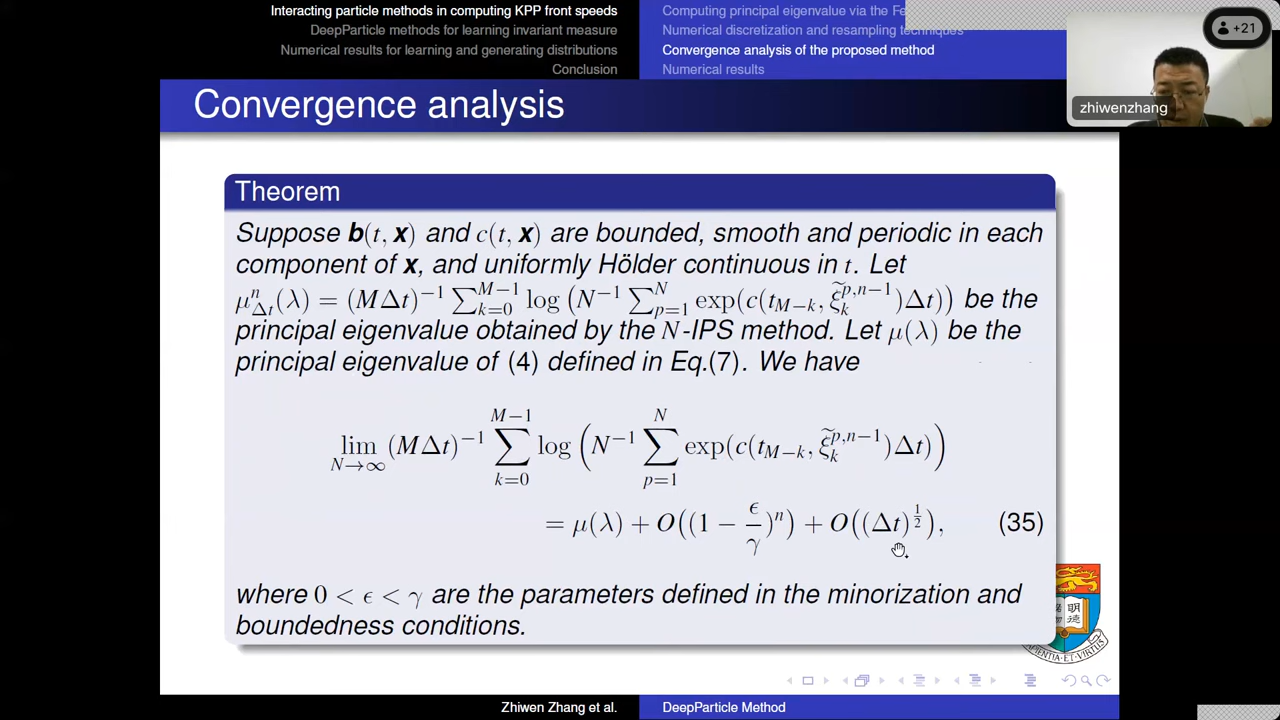 Interacting particle methods in computing KPP front speeds
DeepParticle methods for learning invariant measure
Numerical results for learning and generating distributions
Conclusion
Computing principal eigenvalue via the Fe
Numerical discretization and resampling techniques
Convergence analysis of the proposed method
Numerical results
+21
zhiwenzhang
Convergence analysis
Theorem
Suppose b(t, x) and c(t, x) are bounded, smooth and periodic in each
component of x, and uniformly Hölder continuous in t. Let
μ^n_{Δt}(λ) = (MΔt)^{-1} ∑_{k=0}^{M-1} log (N^{-1} ∑_{p=1}^{N} exp(c(t_{M-k}, ξ̃_k^{p,n-1})Δt)) be the
principal eigenvalue obtained by the N-IPS method. Let μ(λ) be the
principal eigenvalue of (4) defined in Eq.(7). We have
lim_{N→∞} (MΔt)^{-1} ∑_{k=0}^{M-1} log (N^{-1} ∑_{p=1}^{N} exp(c(t_{M-k}, ξ̃_k^{p,n-1})Δt))
= μ(λ) + O((1 − ϵ/γ)^n) + O((Δt)^{1/2}), (35)
where 0 < ϵ < γ are the parameters defined in the minorization and
boundedness conditions.
Zhiwen Zhang et al.
DeepParticle Method